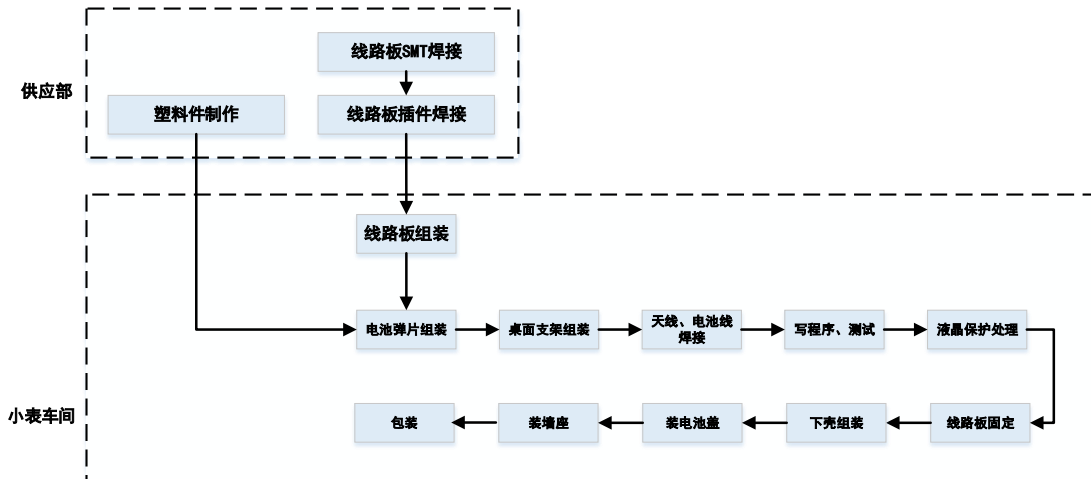 线路板SMT焊接
供应部
塑料件制作
线路板插件焊接
线路板组装
电池弹片组装
桌面支架组装
天线、电池线
焊接
写程序、测试
液晶保护处理
小表车间
包装
装墙座
装电池盖
下壳组装
线路板固定